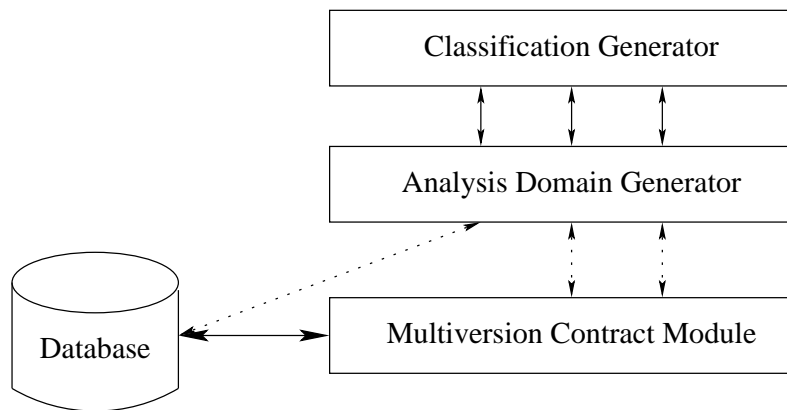 Classification Generator
Analysis Domain Generator
Multiversion Contract Module
Database